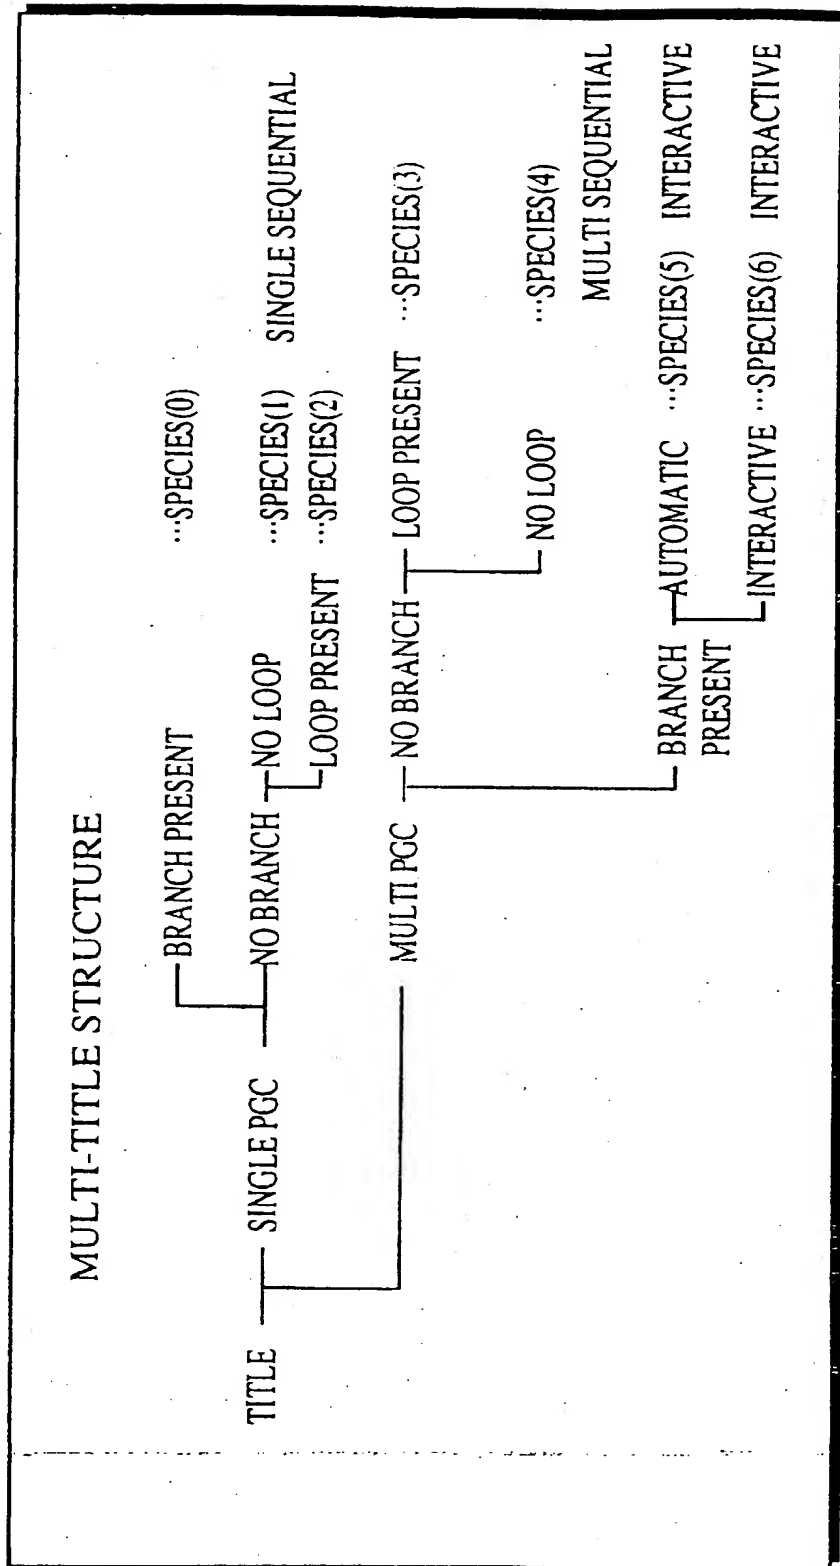 MULTI-TITLE STRUCTURE
BRANCH PRESENT ···SPECIES(0)
TITLE SINGLE PGC NO BRANCH NO LOOP ···SPECIES(1) SINGLE SEQUENTIAL
LOOP PRESENT ···SPECIES(2)
MULTI PGC NO BRANCH LOOP PRESENT ···SPECIES(3)
NO LOOP ···SPECIES(4)
MULTI SEQUENTIAL
BRANCH AUTOMATIC ···SPECIES(5) INTERACTIVE
PRESENT
INTERACTIVE ···SPECIES(6) INTERACTIVE